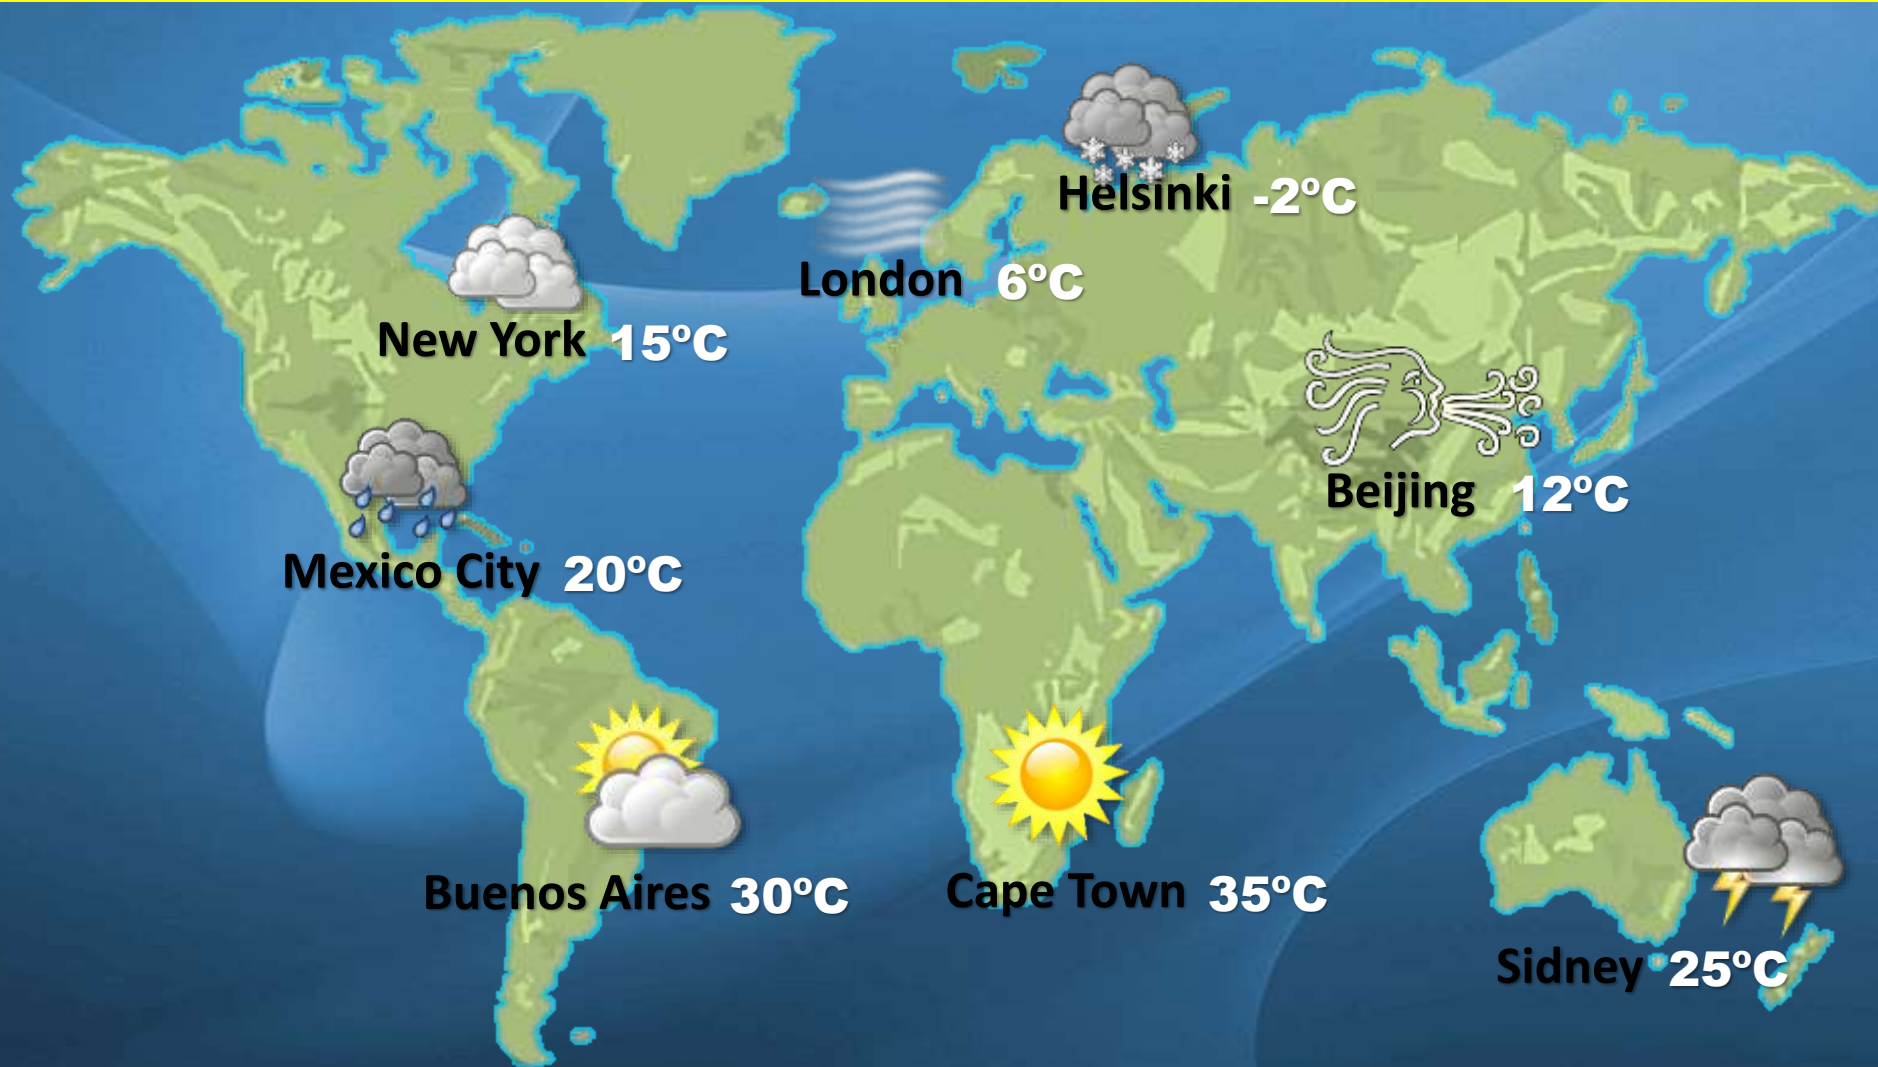 Helsinki -2ºC
London 6ºC
New York 15ºC
Beijing 12ºC
Mexico City 20ºC
Buenos Aires 30ºC
Cape Town 35ºC
Sidney 25ºC